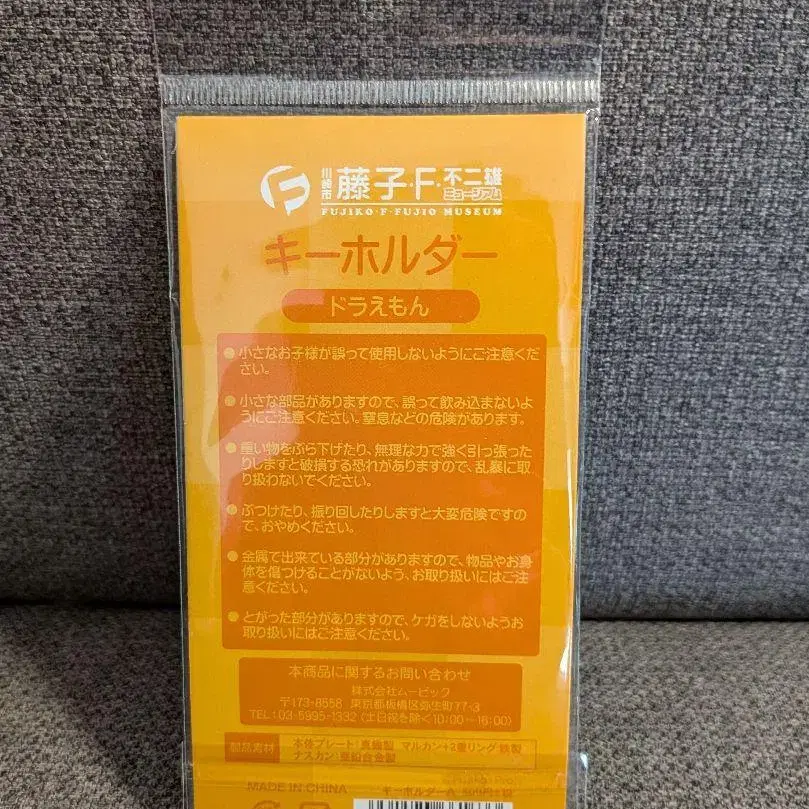 川崎市
藤子・F・不二雄
ミュージアム
FUJIKO・F・FUJIO MUSEUM
キーホルダー
ドラえもん
●小さなお子様が誤って使用しないようにご注意くだ
さい。
●小さな部品がありますので、誤って飲み込まないよ
うにご注意ください。窒息などの危険があります。
●重い物をぶら下げたり、無理な力で強く引っ張った
りしますと破損する恐れがありますので、乱暴に取
り扱わないでください。
●ぶつけたり、振り回したりしますと大変危険ですの
で、おやめください。
●金属で出来ている部分がありますので、物品やお身
体を傷つけることがないよう、お取り扱いにはご注
意ください。
●とがった部分がありますので、ケガをしないようお
取り扱いにはご注意ください。
本商品に関するお問い合わせ
株式会社ムービック
〒173-8558 東京都板橋区弥生町77-3
TEL:03-5995-1332 (土日祝を除く10:00~16:00)
製品素材 本体プレート:真鍮製 マルカン+2重リング:鉄製
ナスカン:亜鉛合金製
MADE IN CHINA
キーホルダーA